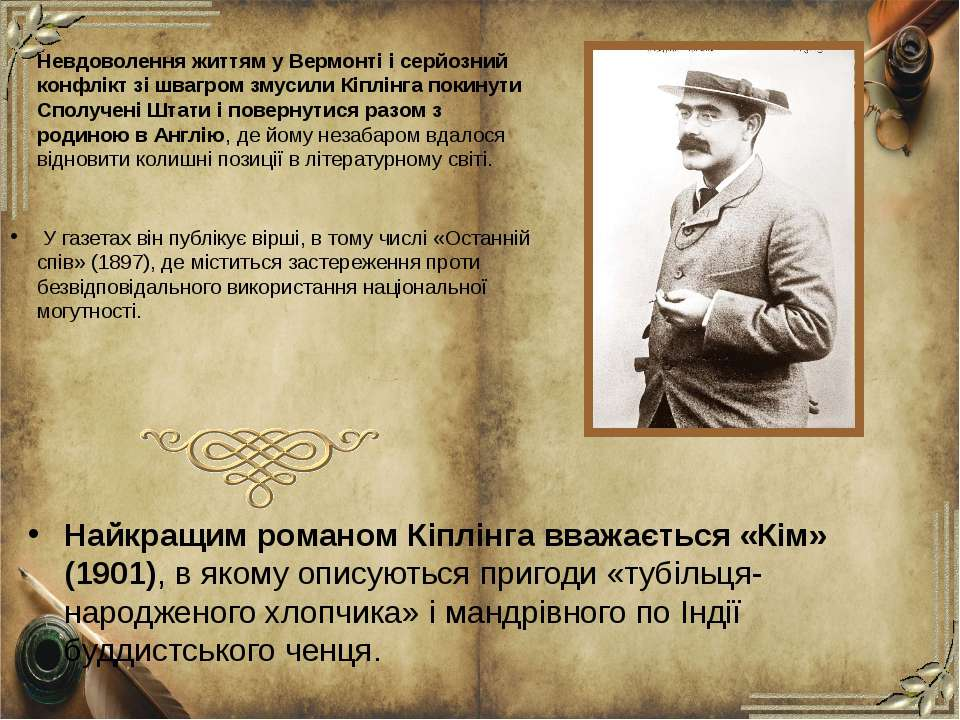 Невдоволення життям у Вермонті і серйозний
конфлікт зі швагром змусили Кіплінга покинути
Сполучені Штати і повернутися разом з
родиною в Англію, де йому незабаром вдалося
відновити колишні позиції в літературному світі.
• У газетах він публікує вірші, в тому числі «Останній
спів» (1897), де міститься застереження проти
безвідповідального використання національної
могутності.
• Найкращим романом Кіплінга вважається «Кім»
(1901), в якому описуються пригоди «тубільця-
народженого хлопчика» і мандрівного по Індії
буддистського ченця.